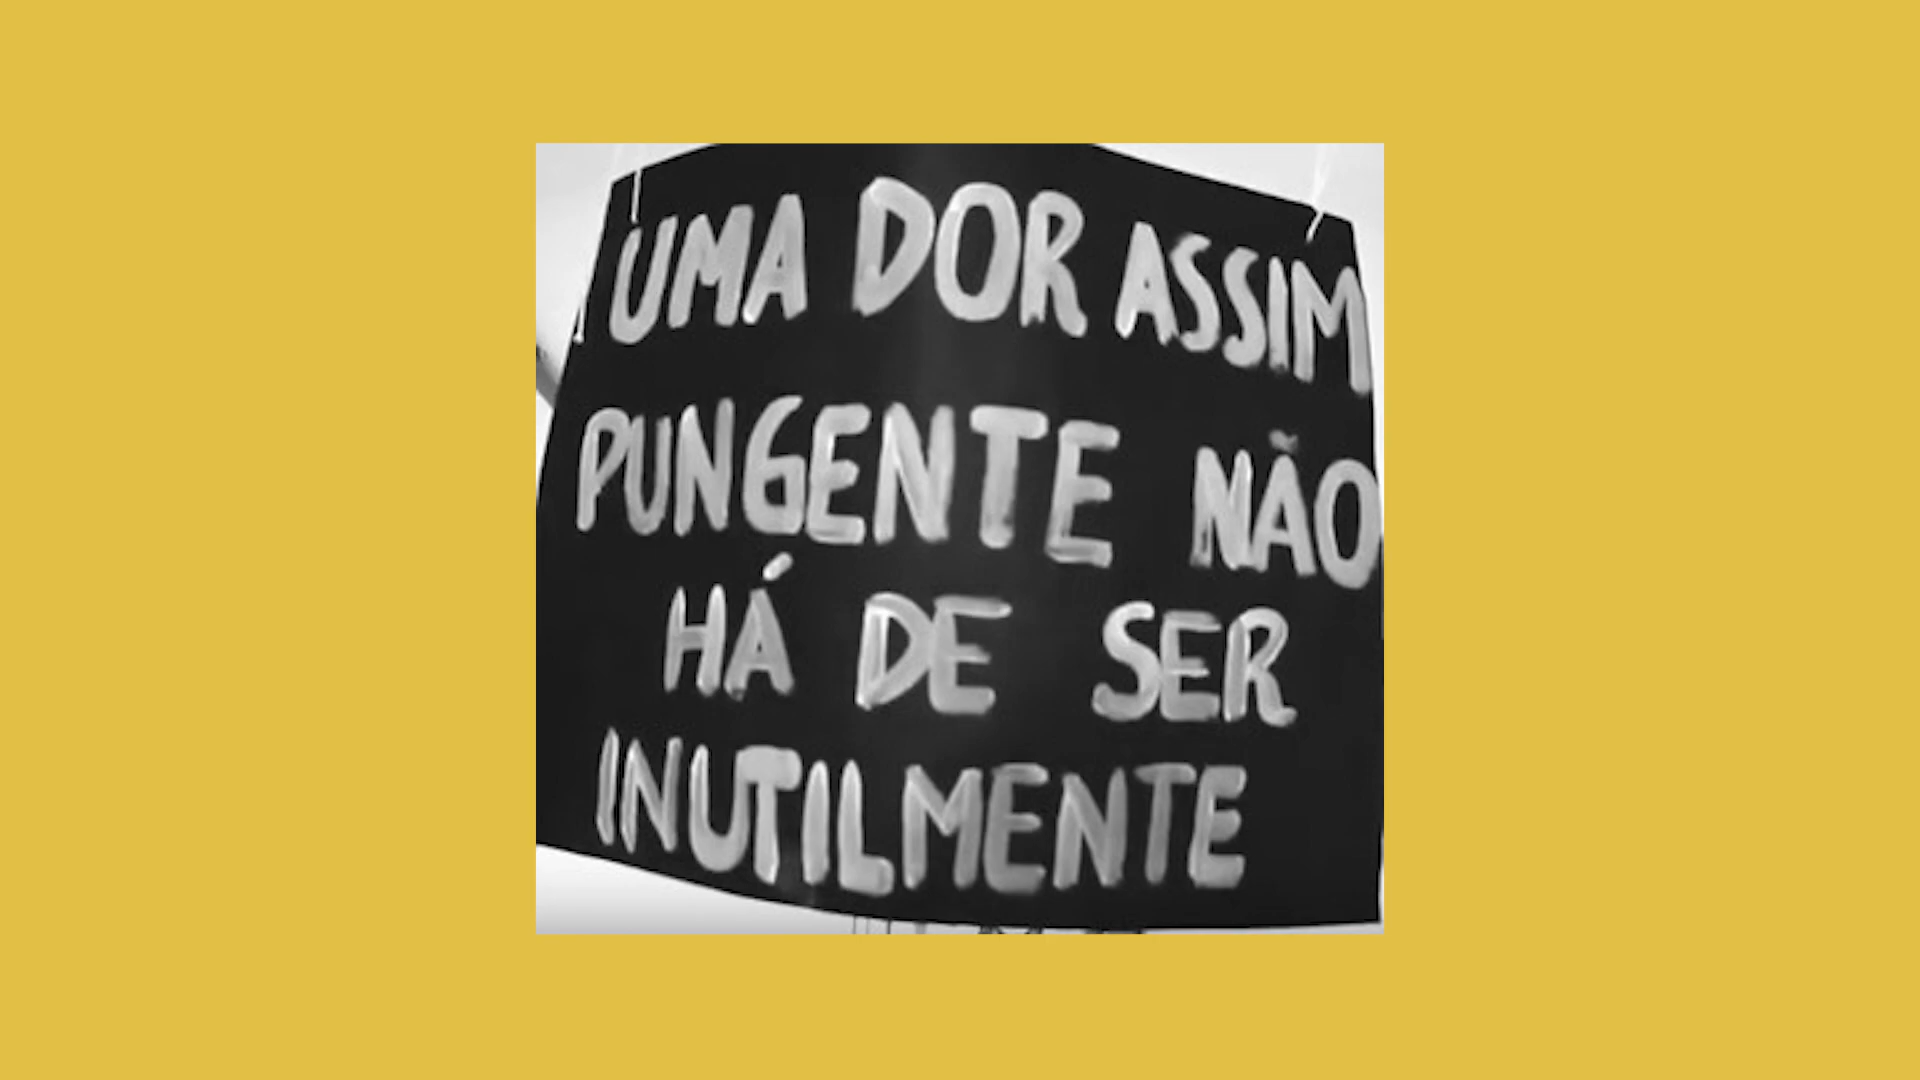 UMA DOR ASSIM
PUNGENTE NÃO
HÁ DE SER
INUTILMENTE